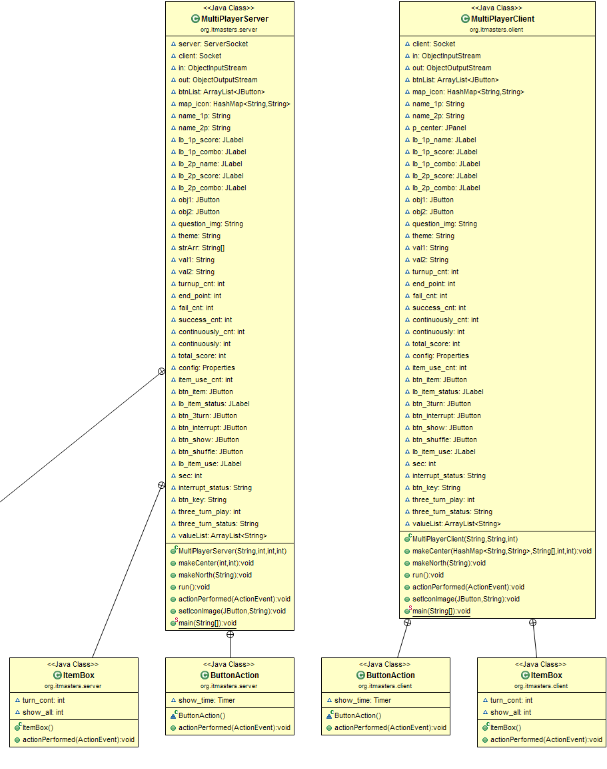 <<Java Class>>
MultiPlayerServer
org.itmasters.server
server: ServerSocket
client: Socket
in: ObjectInputStream
out: ObjectOutputStream
btnList: ArrayList<JButton>
map_icon: HashMap<String,String>
name_1p: String
name_2p: String
lb_1p_score: JLabel
lb_1p_combo: JLabel
lb_2p_name: JLabel
lb_2p_score: JLabel
lb_2p_combo: JLabel
obj1: JButton
obj2: JButton
question_img: String
theme: String
strArr: String[]
val1: String
val2: String
turnup_cnt: int
end_point: int
fail_cnt: int
success_cnt: int
continuously_cnt: int
continuously: int
total_score: int
config: Properties
item_use_cnt: int
btn_item: JButton
lb_item_status: JLabel
btn_3turn: JButton
btn_interrupt: JButton
btn_show: JButton
btn_shuffle: JButton
lb_item_use: JLabel
sec: int
interrupt_status: String
btn_key: String
three_turn_play: int
three_turn_status: String
valueList: ArrayList<String>
MultiPlayerServer(String,int,int,int)
makeCenter(int,int):void
makeNorth(String):void
run():void
actionPerformed(ActionEvent):void
setIconImage(JButton,String):void
main(String[]):void
<<Java Class>>
MultiPlayerClient
org.itmasters.client
client: Socket
in: ObjectInputStream
out: ObjectOutputStream
btnList: ArrayList<JButton>
map_icon: HashMap<String,String>
name_1p: String
name_2p: String
p_center: JPanel
lb_1p_name: JLabel
lb_1p_score: JLabel
lb_1p_combo: JLabel
lb_2p_score: JLabel
lb_2p_combo: JLabel
obj1: JButton
obj2: JButton
question_img: String
theme: String
val1: String
val2: String
turnup_cnt: int
end_point: int
fail_cnt: int
success_cnt: int
continuously_cnt: int
continuously: int
total_score: int
config: Properties
item_use_cnt: int
btn_item: JButton
lb_item_status: JLabel
btn_3turn: JButton
btn_interrupt: JButton
btn_show: JButton
btn_shuffle: JButton
lb_item_use: JLabel
sec: int
interrupt_status: String
btn_key: String
three_turn_play: int
three_turn_status: String
valueList: ArrayList<String>
MultiPlayerClient(String,String,int)
makeCenter(HashMap<String,String>,String[],int,int):void
makeNorth(String):void
run():void
actionPerformed(ActionEvent):void
setIconImage(JButton,String):void
main(String[]):void
<<Java Class>>
ItemBox
org.itmasters.server
turn_cont: int
show_all: int
ItemBox()
actionPerformed(ActionEvent):void
<<Java Class>>
ButtonAction
org.itmasters.server
show_time: Timer
ButtonAction()
actionPerformed(ActionEvent):void
<<Java Class>>
ButtonAction
org.itmasters.client
show_time: Timer
ButtonAction()
actionPerformed(ActionEvent):void
<<Java Class>>
ItemBox
org.itmasters.client
turn_cont: int
show_all: int
ItemBox()
actionPerformed(ActionEvent):void